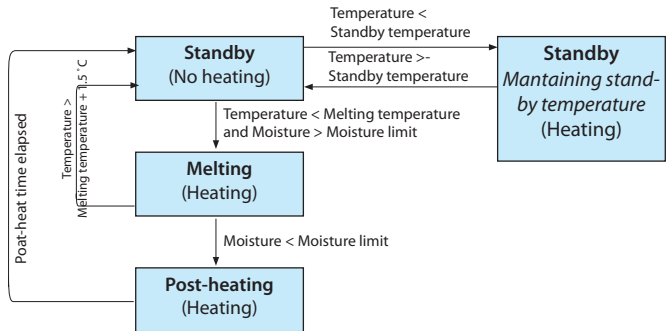 Temperature <
Standby temperature
Standby
(No heating)
Temperature >-
Standby temperature
Standby
Mantaining stand-
by temperature
(Heating)
Temperature < Melting temperature
and Moisture > Moisture limit
Temperature >
Melting temperature + 1.5˚C
Poat-heat time elapsed
Melting
(Heating)
Moisture < Moisture limit
Post-heating
(Heating)